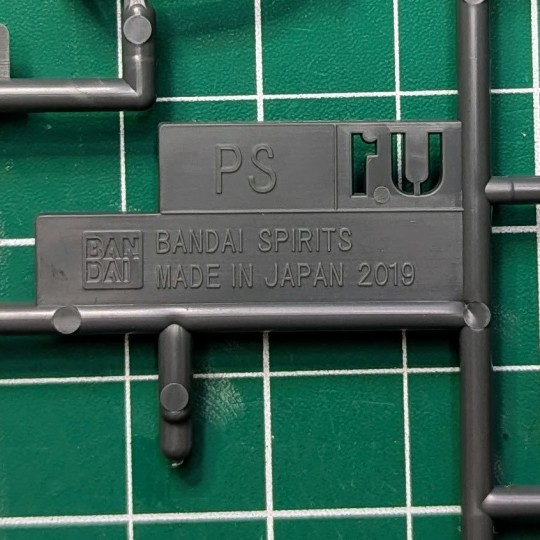 PS
BAN
DAI
BANDAI SPIRITS
MADE IN JAPAN 2019